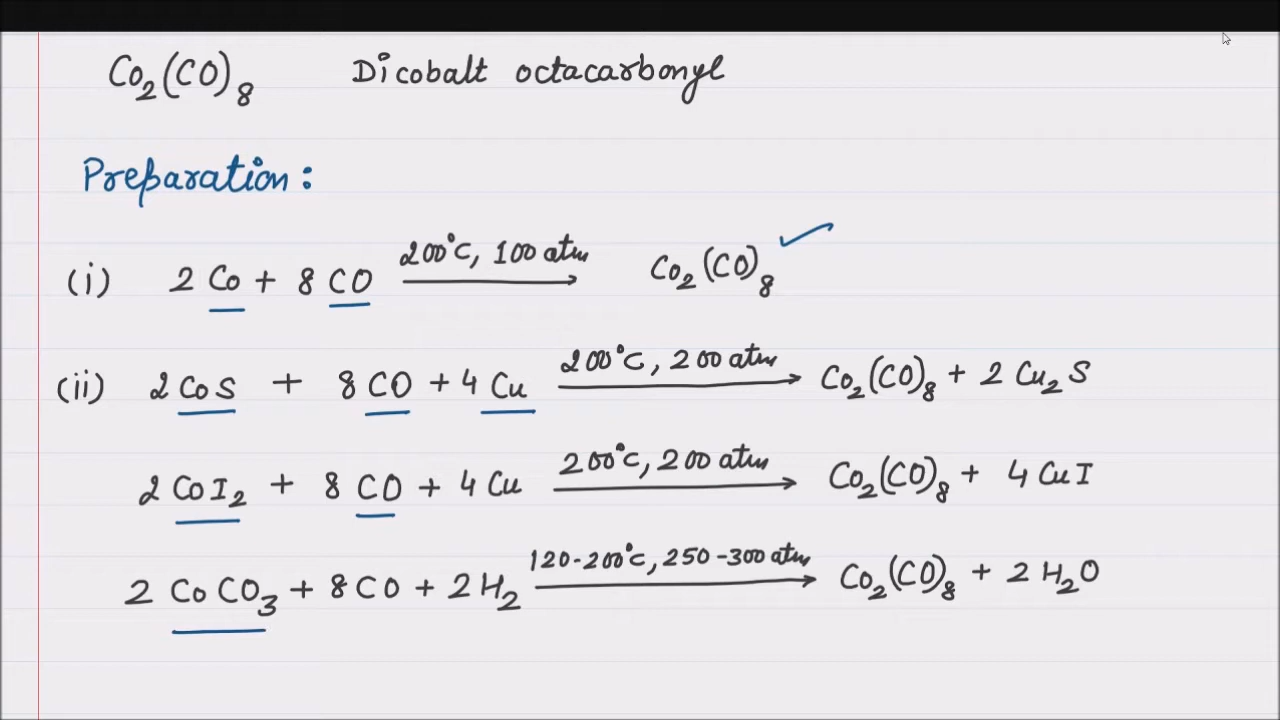 Co₂(CO)₈ Dicobalt octacarbonyl
Preparation:
(i) 2 Co + 8 CO 200°C, 100 atm → Co₂(CO)₈ ✓
(ii) 2 CoS + 8 CO + 4 Cu 200°C, 200 atm → Co₂(CO)₈ + 2 Cu₂S
2 CoI₂ + 8 CO + 4 Cu 200°C, 200 atm → Co₂(CO)₈ + 4 CuI
2 CoCO₃ + 8 CO + 2 H₂ 120-200°C, 250-300 atm → Co₂(CO)₈ + 2 H₂O